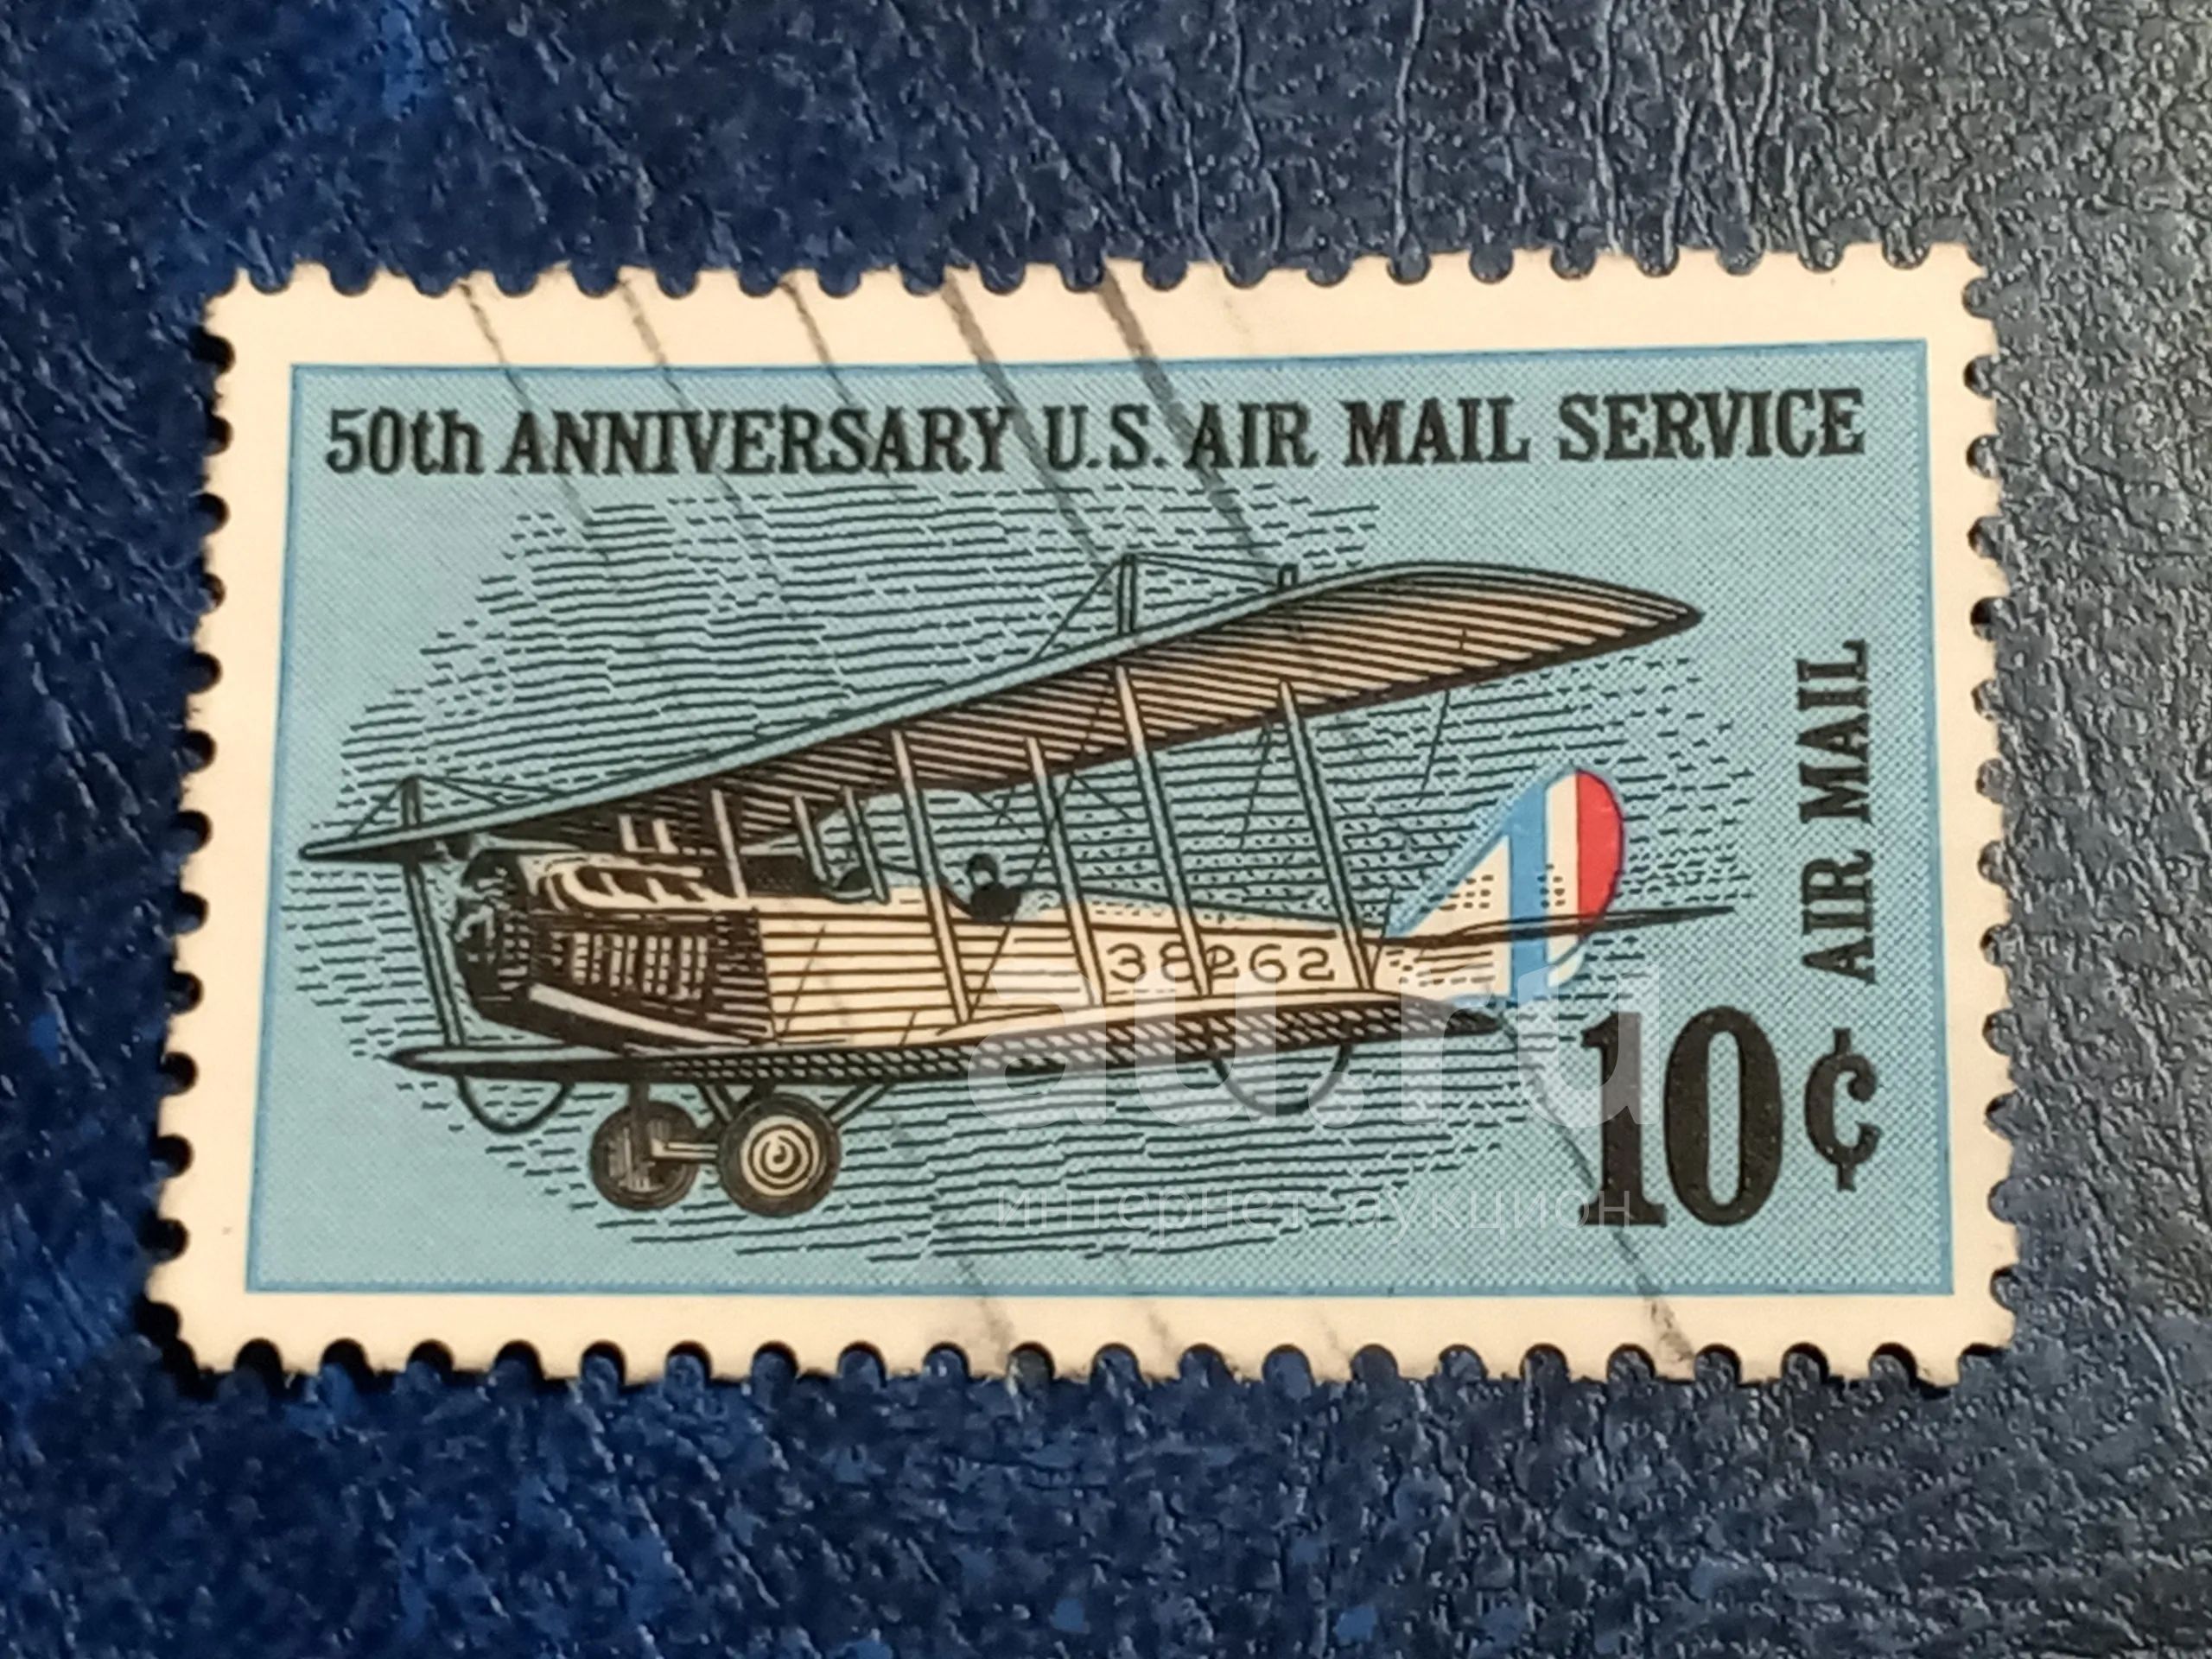 50th ANNIVERSARY U.S. AIR MAIL SERVICE
AIR MAIL
38262
10¢
au.ru
интернет-аукцион